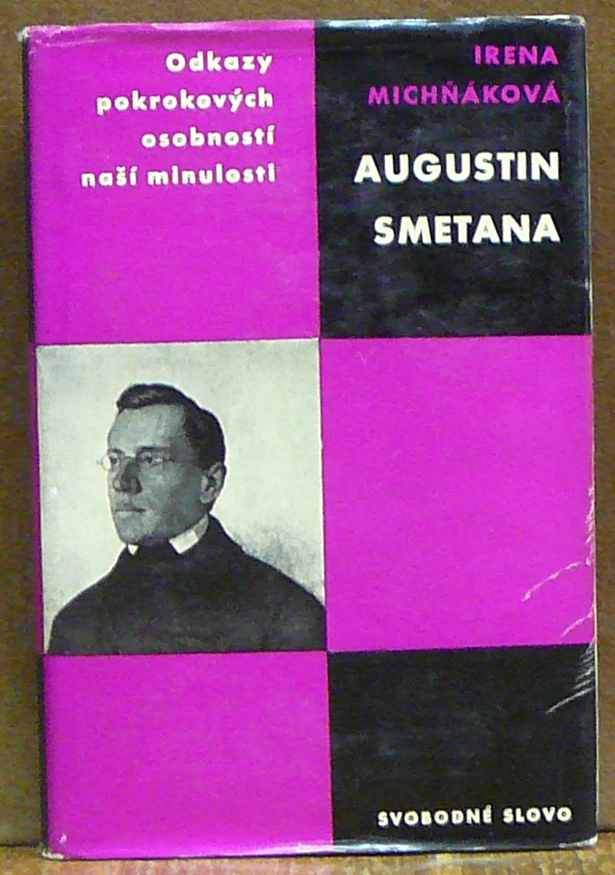 Odkazy
pokrokových
osobností
naší minulosti
IRENA
MICHŇÁKOVÁ
AUGUSTIN
SMETANA
SVOBODNÉ SLOVO